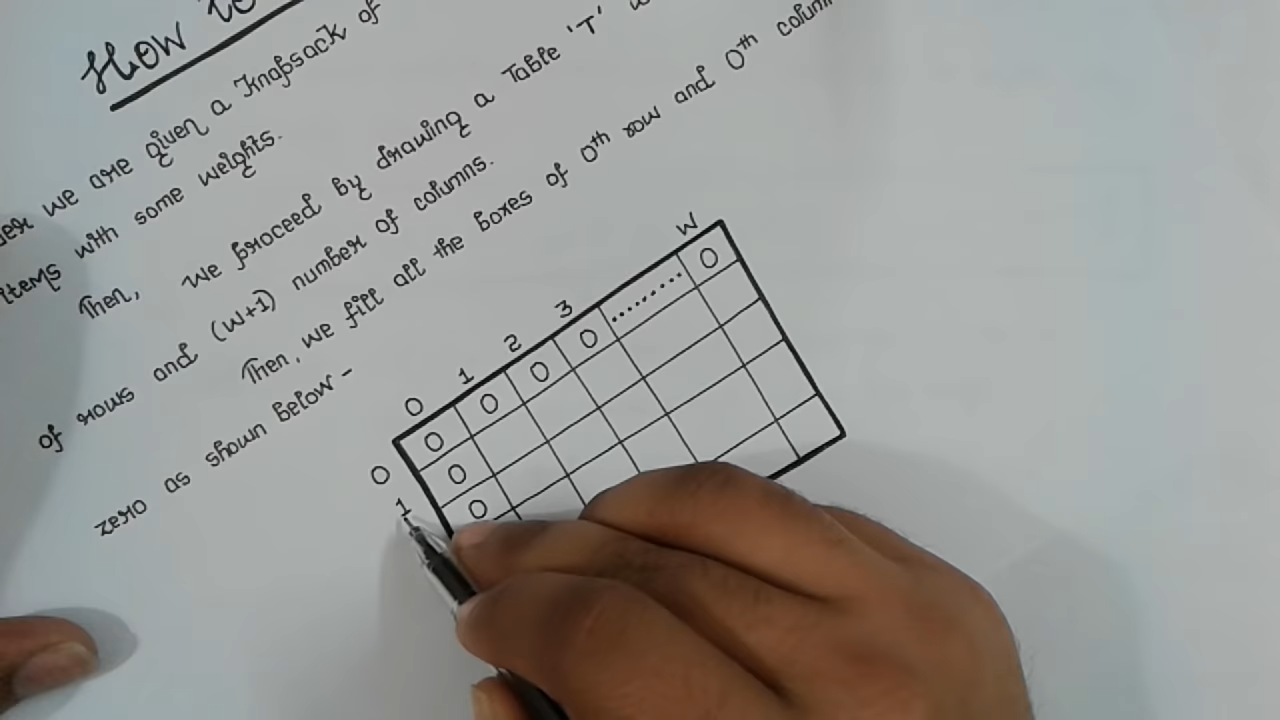 How to
we are given a Knapsack of
items with some weights.
Then, we proceed by drawing a Table 'T'
of rows and (W+1) number of columns.
Then, we fill all the boxes of 0th row and 0th
zero as shown below -
0 1 2 3 W
0 0 0 0 0 ........ 0
1 0
0